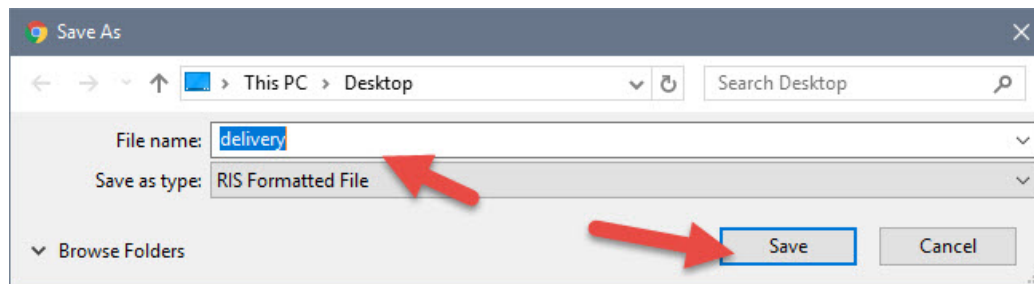 Save As
This PC > Desktop
Search Desktop
File name: delivery
Save as type: RIS Formatted File
Browse Folders
Save
Cancel